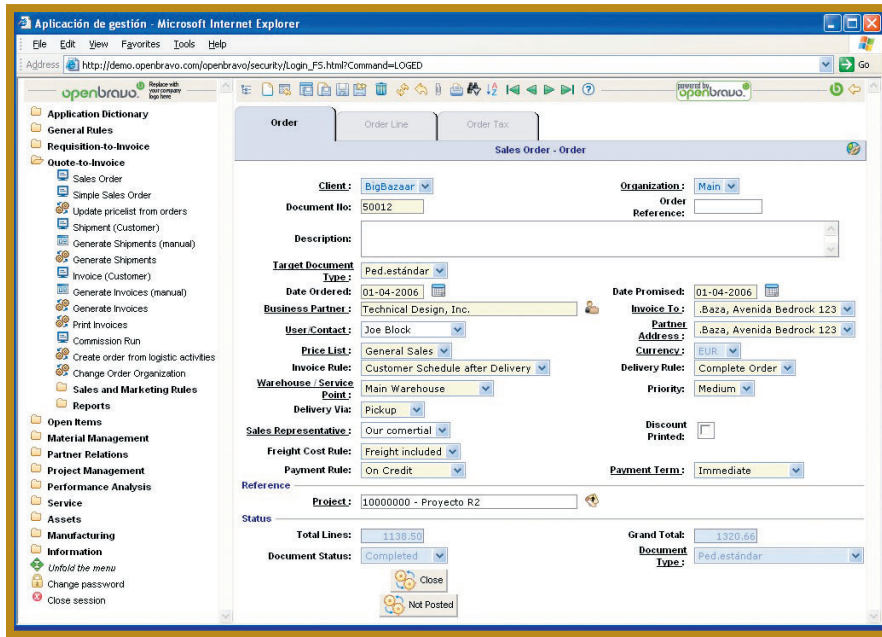 Aplicación de gestión - Microsoft Internet Explorer
File Edit View Favorites Tools Help
Address http://demo.openbravo.com/openbravo/security/Login_FS.html?Command=LOGED Go
openbravo. Replace with your company logo here
powered by openbravo.
Application Dictionary
General Rules
Requisition-to-Invoice
Quote-to-Invoice
Sales Order
Simple Sales Order
Update pricelist from orders
Shipment (Customer)
Generate Shipments (manual)
Generate Shipments
Invoice (Customer)
Generate Invoices (manual)
Generate Invoices
Print Invoices
Commission Run
Create order from logistic activities
Change Order Organization
Sales and Marketing Rules
Reports
Open Items
Material Management
Partner Relations
Project Management
Performance Analysis
Service
Assets
Manufacturing
Information
Unfold the menu
Change password
Close session
Order Order Line Order Tax
Sales Order - Order
Client: BigBazaar Organization: Main
Document No: 50012 Order Reference:
Description:
Target Document Type: Ped.estándar
Date Ordered: 01-04-2006 Date Promised: 01-04-2006
Business Partner: Technical Design, Inc. Invoice To: .Baza, Avenida Bedrock 123
User/Contact: Joe Block Partner Address: .Baza, Avenida Bedrock 123
Price List: General Sales Currency: EUR
Invoice Rule: Customer Schedule after Delivery Delivery Rule: Complete Order
Warehouse / Service Point: Main Warehouse Priority: Medium
Delivery Via: Pickup
Sales Representative: Our comertial Discount Printed:
Freight Cost Rule: Freight included
Payment Rule: On Credit Payment Term: Immediate
Reference
Project: 10000000 - Proyecto R2
Status
Total Lines: 1138.50 Grand Total: 1320.66
Document Status: Completed Document Type: Ped.estándar
Close
Not Posted